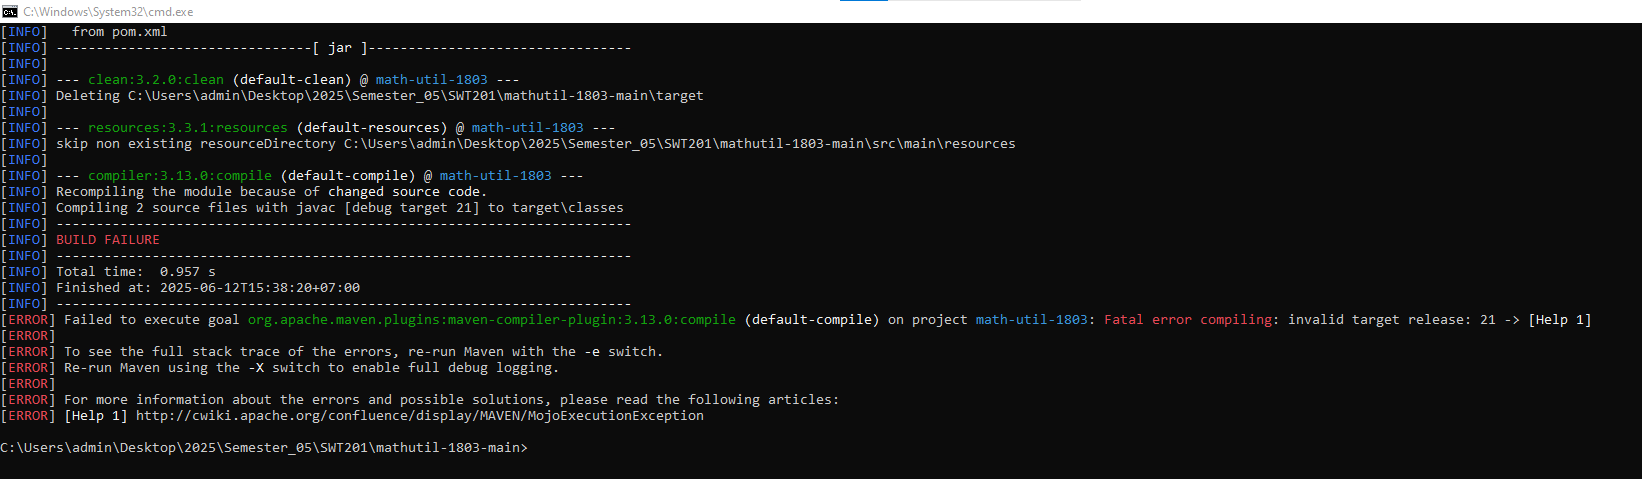 C:\Windows\System32\cmd.exe
[INFO]   from pom.xml
[INFO] --------------------------------[ jar ]---------------------------------
[INFO]
[INFO] --- clean:3.2.0:clean (default-clean) @ math-util-1803 ---
[INFO] Deleting C:\Users\admin\Desktop\2025\Semester_05\SWT201\mathutil-1803-main\target
[INFO]
[INFO] --- resources:3.3.1:resources (default-resources) @ math-util-1803 ---
[INFO] skip non existing resourceDirectory C:\Users\admin\Desktop\2025\Semester_05\SWT201\mathutil-1803-main\src\main\resources
[INFO]
[INFO] --- compiler:3.13.0:compile (default-compile) @ math-util-1803 ---
[INFO] Recompiling the module because of changed source code.
[INFO] Compiling 2 source files with javac [debug target 21] to target\classes
[INFO] ------------------------------------------------------------------------
[INFO] BUILD FAILURE
[INFO] ------------------------------------------------------------------------
[INFO] Total time:  0.957 s
[INFO] Finished at: 2025-06-12T15:38:20+07:00
[INFO] ------------------------------------------------------------------------
[ERROR] Failed to execute goal org.apache.maven.plugins:maven-compiler-plugin:3.13.0:compile (default-compile) on project math-util-1803: Fatal error compiling: invalid target release: 21 -> [Help 1]
[ERROR]
[ERROR] To see the full stack trace of the errors, re-run Maven with the -e switch.
[ERROR] Re-run Maven using the -X switch to enable full debug logging.
[ERROR]
[ERROR] For more information about the errors and possible solutions, please read the following articles:
[ERROR] [Help 1] http://cwiki.apache.org/confluence/display/MAVEN/MojoExecutionException
C:\Users\admin\Desktop\2025\Semester_05\SWT201\mathutil-1803-main>